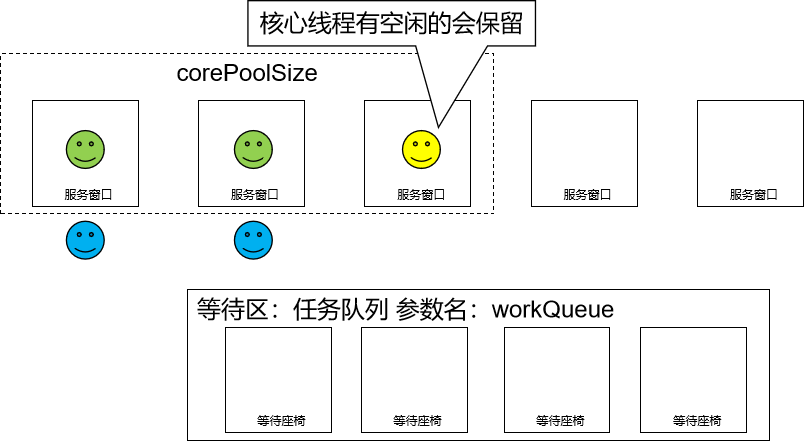 核心线程有空闲的会保留
corePoolSize
服务窗口
服务窗口
服务窗口
服务窗口
服务窗口
等待区：任务队列 参数名：workQueue
等待座椅
等待座椅
等待座椅
等待座椅